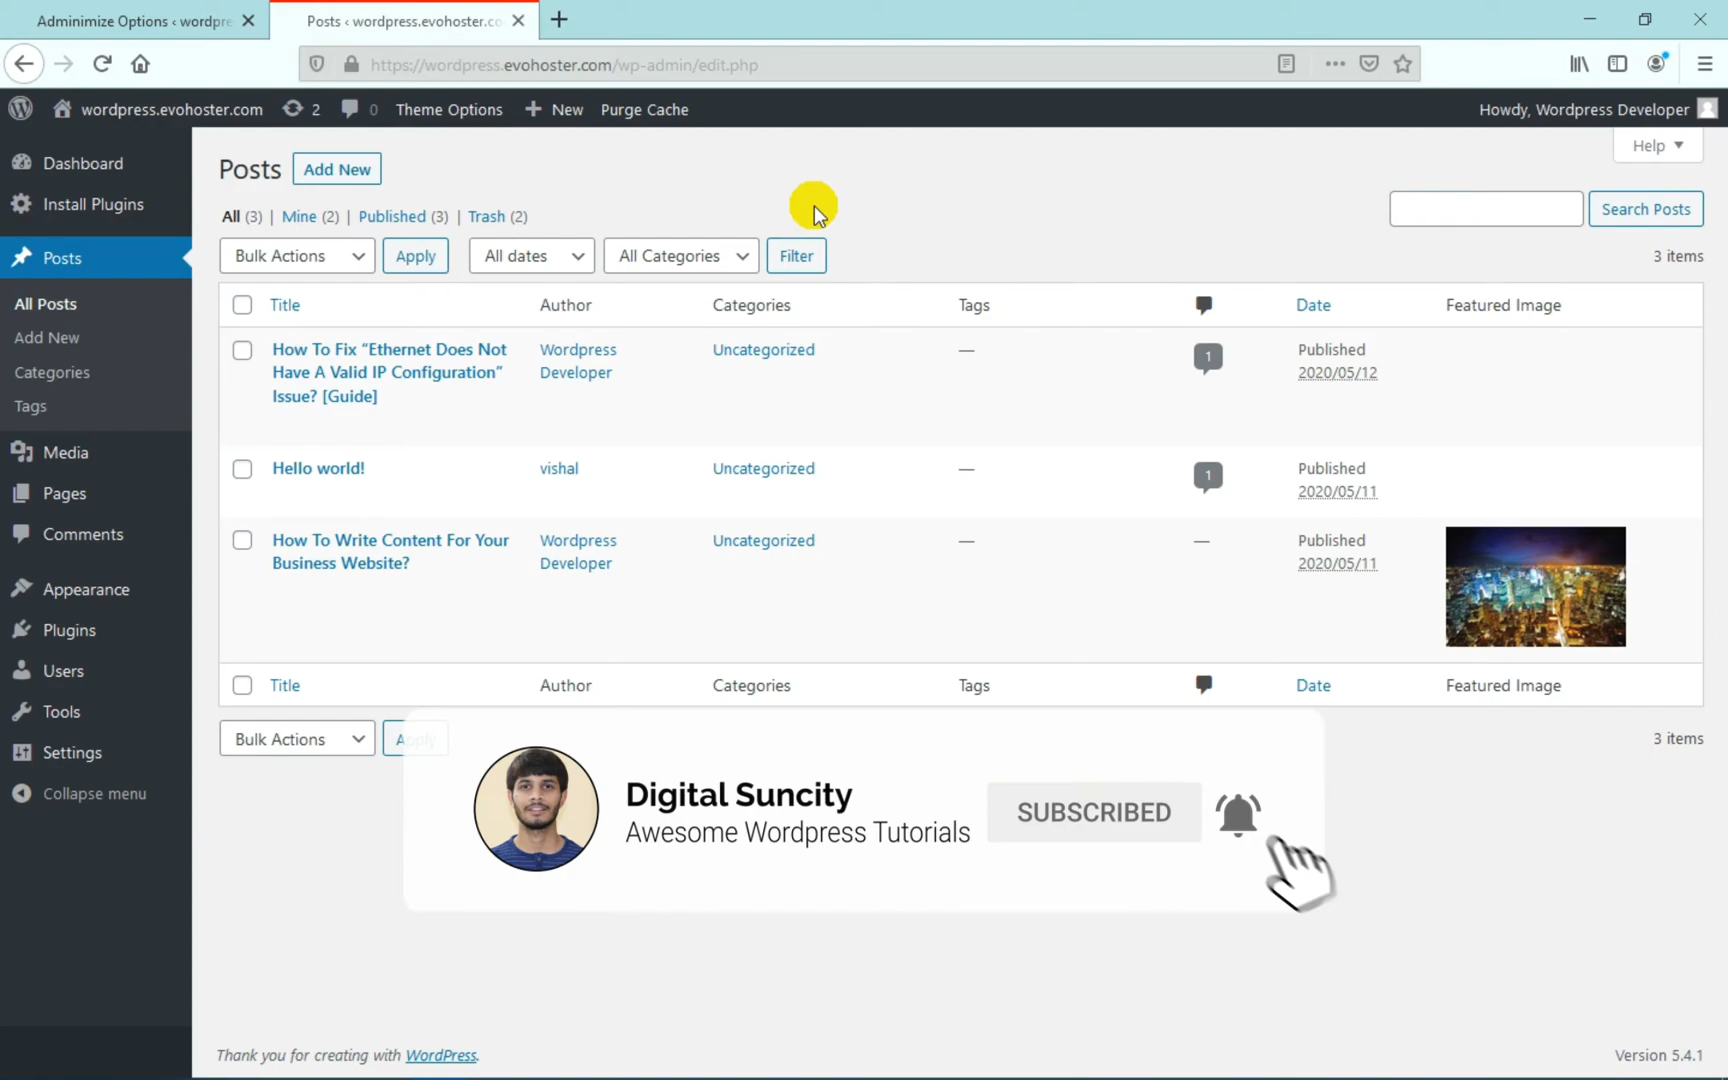 Adminimize Options ‹ wordpre
Posts ‹ wordpress.evohoster.co
https://wordpress.evohoster.com/wp-admin/edit.php
wordpress.evohoster.com
2
0
Theme Options
New
Purge Cache
Howdy, Wordpress Developer
Dashboard
Install Plugins
Posts
All Posts
Add New
Categories
Tags
Media
Pages
Comments
Appearance
Plugins
Users
Tools
Settings
Collapse menu
Help
Posts
Add New
All (3) | Mine (2) | Published (3) | Trash (2)
Search Posts
Bulk Actions
Apply
All dates
All Categories
Filter
3 items
Title
Author
Categories
Tags
Date
Featured Image
How To Fix “Ethernet Does Not
Have A Valid IP Configuration”
Issue? [Guide]
Wordpress
Developer
Uncategorized
—
1
Published
2020/05/12
Hello world!
vishal
Uncategorized
—
1
Published
2020/05/11
How To Write Content For Your
Business Website?
Wordpress
Developer
Uncategorized
—
—
Published
2020/05/11
Title
Author
Categories
Tags
Date
Featured Image
Bulk Actions
Apply
3 items
Digital Suncity
Awesome Wordpress Tutorials
SUBSCRIBED
Thank you for creating with WordPress.
Version 5.4.1